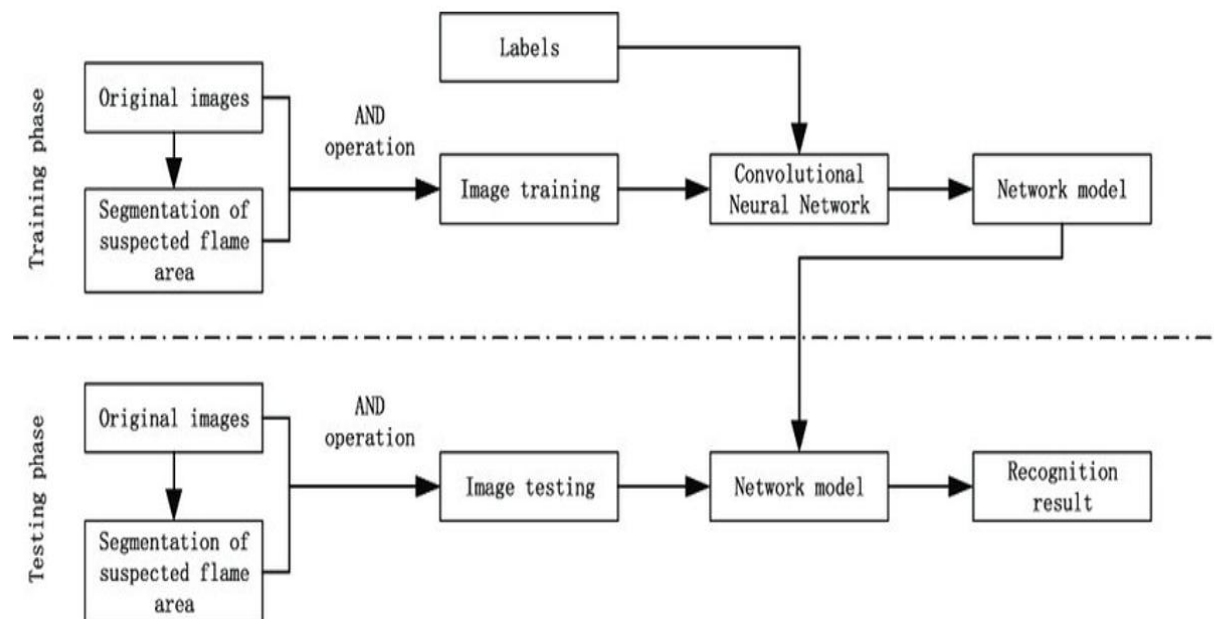 Training phase
Original images
Segmentation of
suspected flame
area
AND
operation
Labels
Image training
Convolutional
Neural Network
Network model
Testing phase
Original images
Segmentation of
suspected flame
area
AND
operation
Image testing
Network model
Recognition
result